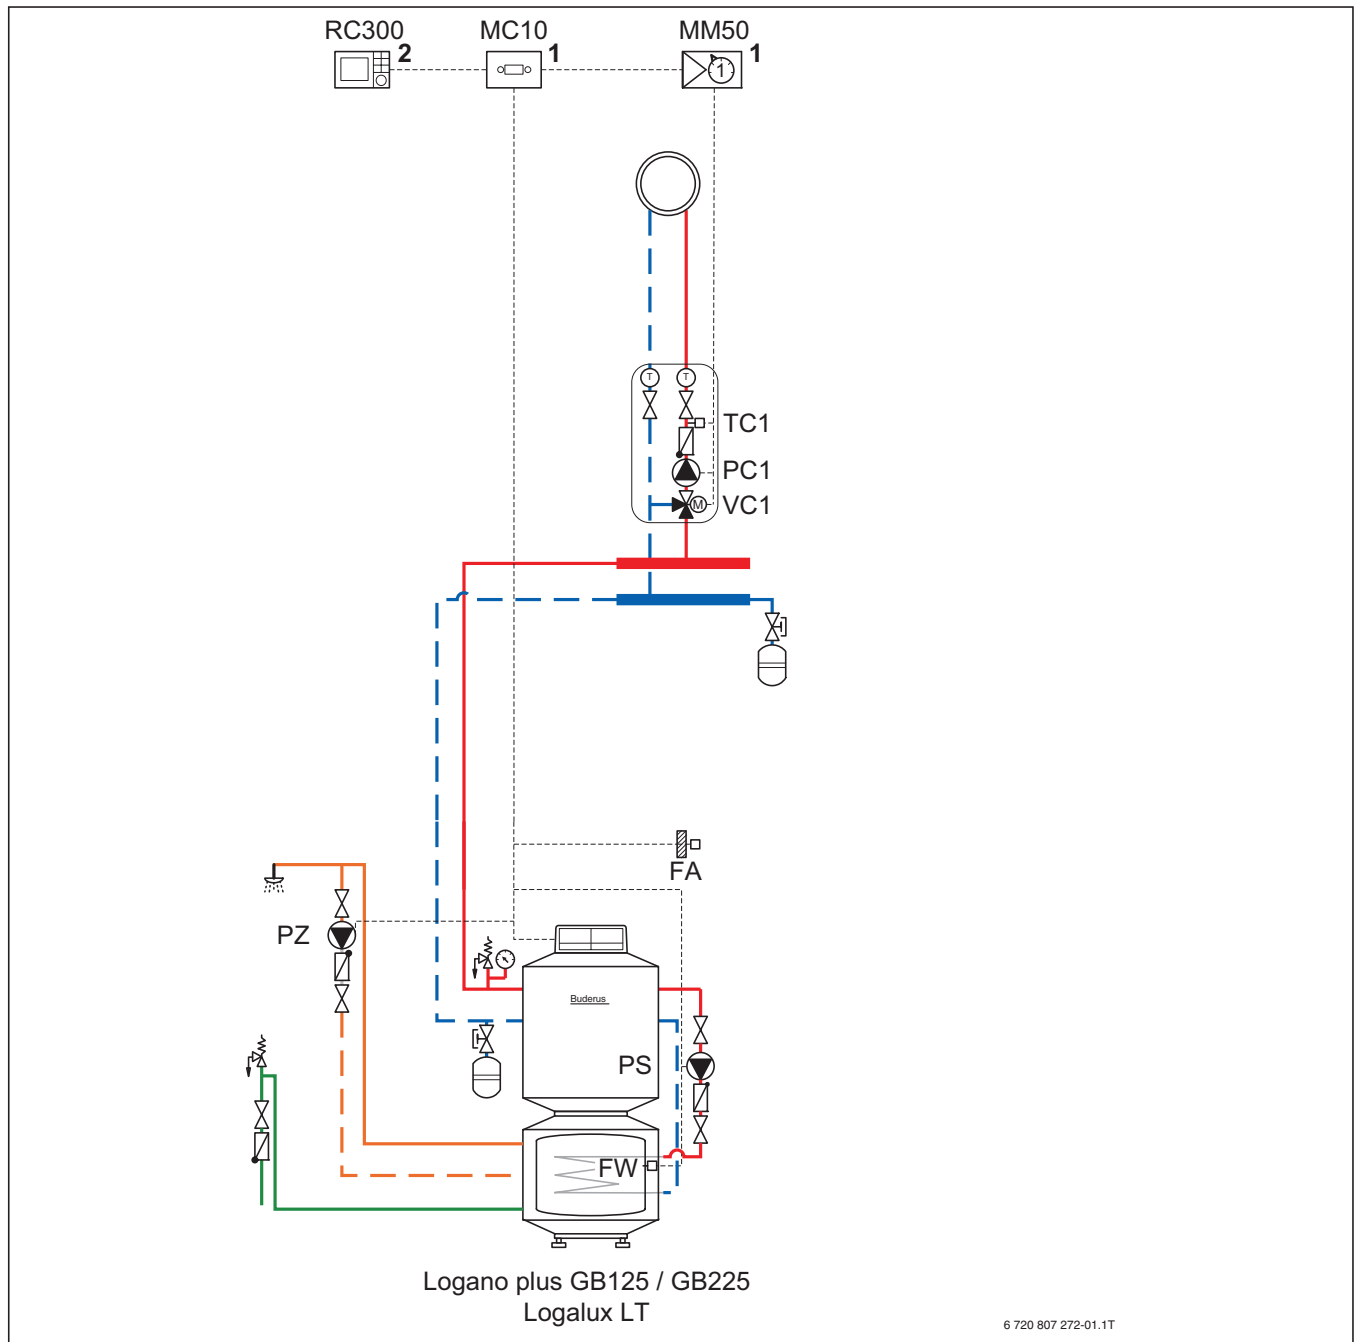 RC300 MC10 MM50
2 1 1
1
T T
TC1
PC1
M VC1
FA
PZ
Buderus
PS
FW
Logano plus GB125 / GB225
Logalux LT
6 720 807 272-01.1T